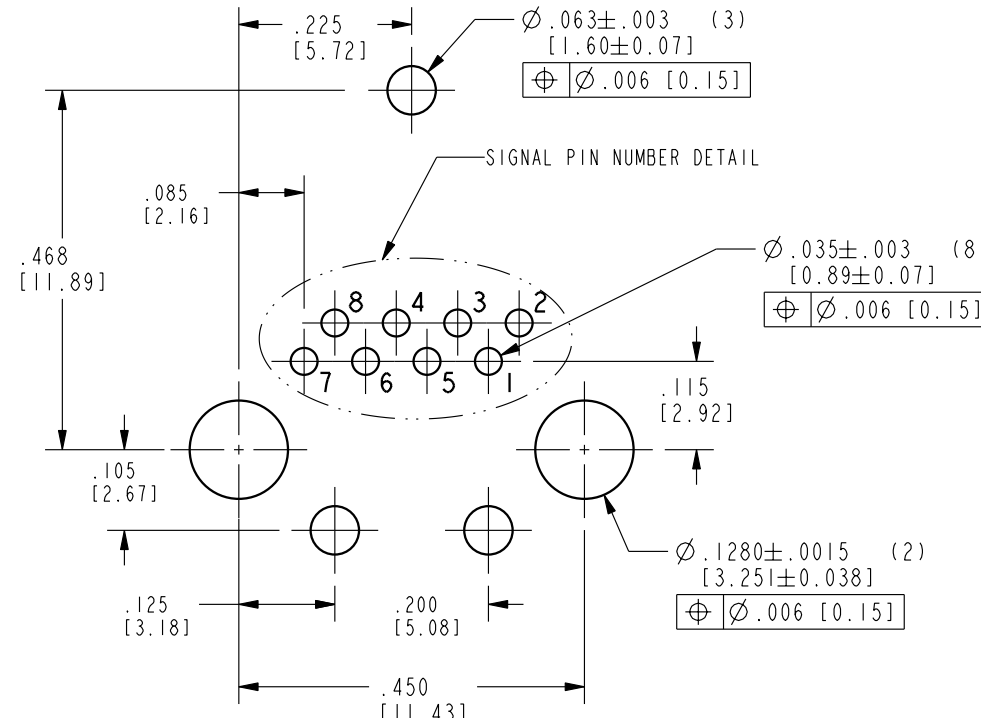 .225
[5.72]
Ø.063±.003 (3)
[1.60±0.07]
⌖ Ø.006 [0.15]
SIGNAL PIN NUMBER DETAIL
.085
[2.16]
.468
[11.89]
Ø.035±.003 (8
[0.89±0.07]
⌖ Ø.006 [0.15]
8 4 3 2
7 6 5 1
.115
[2.92]
.105
[2.67]
Ø.1280±.0015 (2)
[3.251±0.038]
⌖ Ø.006 [0.15]
.125
[3.18]
.200
[5.08]
.450
[11.43]